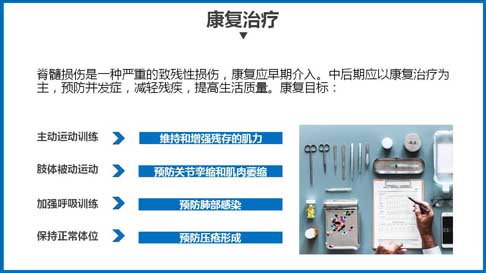 康复治疗
脊髓损伤是一种严重的致残性损伤，康复应早期介入。中后期应以康复治疗为
主，预防并发症，减轻残疾，提高生活质量。康复目标：
主动运动训练 维持和增强残存的肌力
肢体被动运动 预防关节挛缩和肌肉萎缩
加强呼吸训练 预防肺部感染
保持正常体位 预防压疮形成